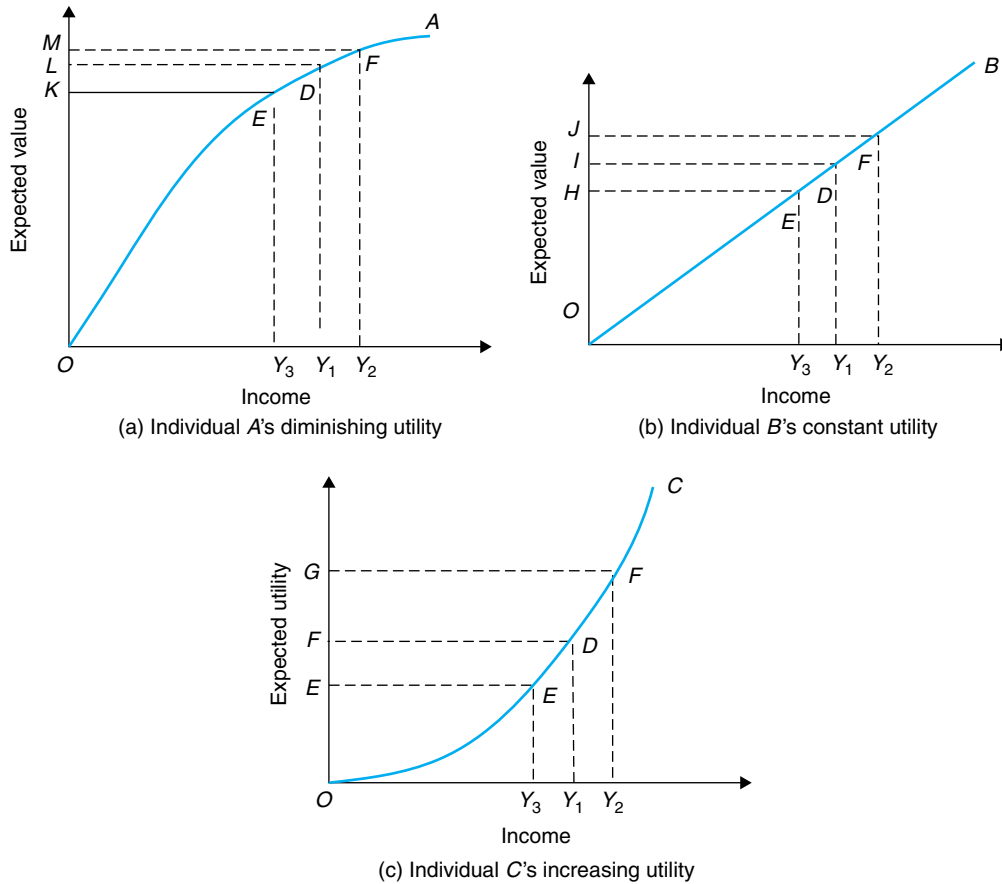 A
M
L
K
F
D
E
Expected value
O
Y3 Y1 Y2
Income
(a) Individual A's diminishing utility
B
J
I
H
F
D
E
Expected value
O
Y3 Y1 Y2
Income
(b) Individual B's constant utility
C
G
F
E
F
D
E
Expected utility
O
Y3 Y1 Y2
Income
(c) Individual C's increasing utility